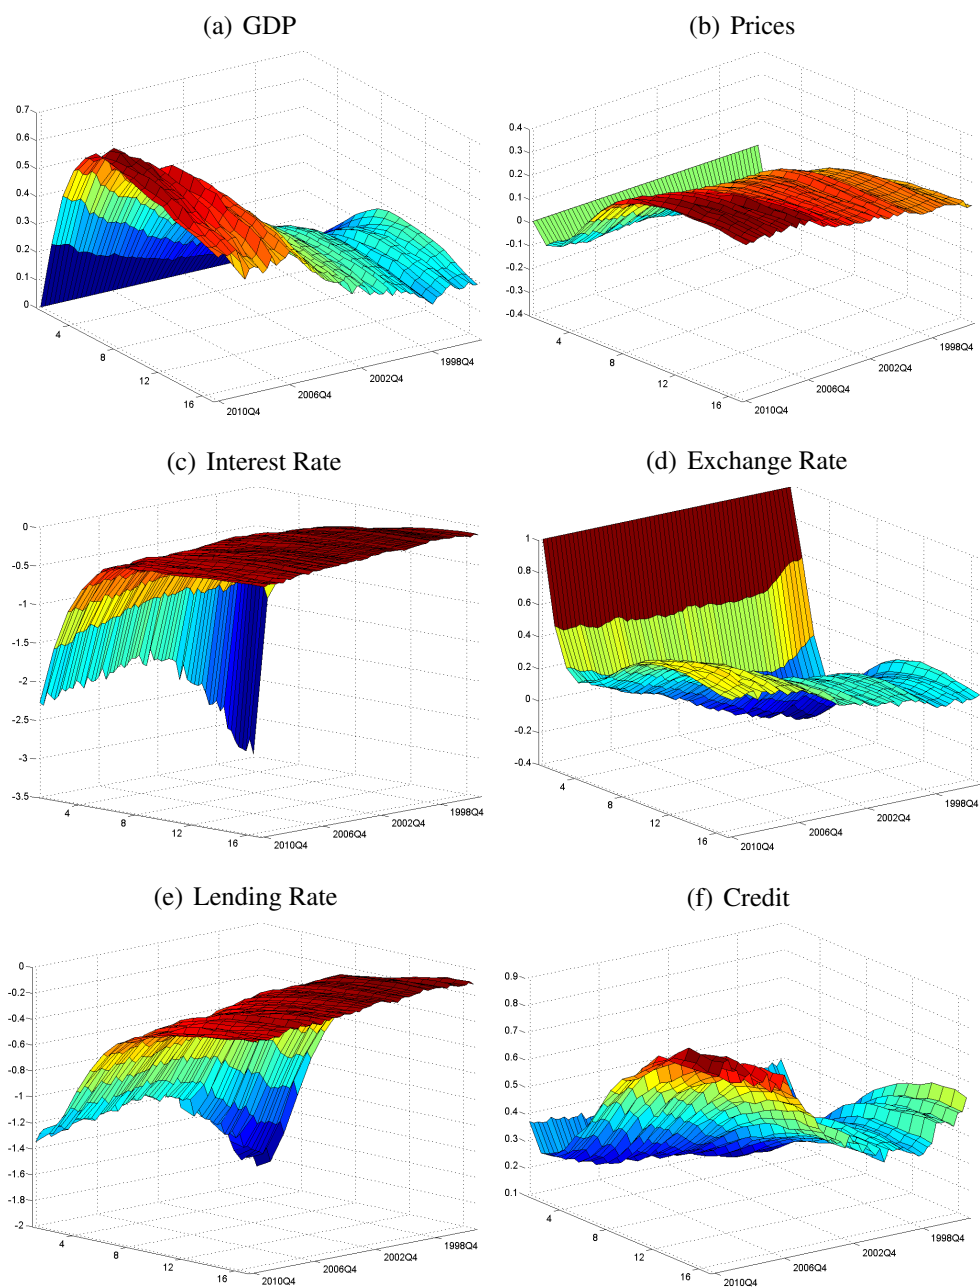 (a) GDP
(b) Prices
0.7
0.6
0.5
0.4
0.3
0.2
0.1
0
4
8
12
16
2010Q4
2006Q4
2002Q4
1998Q4
0.4
0.3
0.2
0.1
0
-0.1
-0.2
-0.3
-0.4
4
8
12
16
2010Q4
2006Q4
2002Q4
1998Q4
(c) Interest Rate
(d) Exchange Rate
0
-0.5
-1
-1.5
-2
-2.5
-3
-3.5
4
8
12
16
2010Q4
2006Q4
2002Q4
1998Q4
1
0.8
0.6
0.4
0.2
0
-0.2
-0.4
4
8
12
16
2010Q4
2006Q4
2002Q4
1998Q4
(e) Lending Rate
(f) Credit
0
-0.2
-0.4
-0.6
-0.8
-1
-1.2
-1.4
-1.6
-1.8
-2
4
8
12
16
2010Q4
2006Q4
2002Q4
1998Q4
0.9
0.8
0.7
0.6
0.5
0.4
0.3
0.2
0.1
4
8
12
16
2010Q4
2006Q4
2002Q4
1998Q4